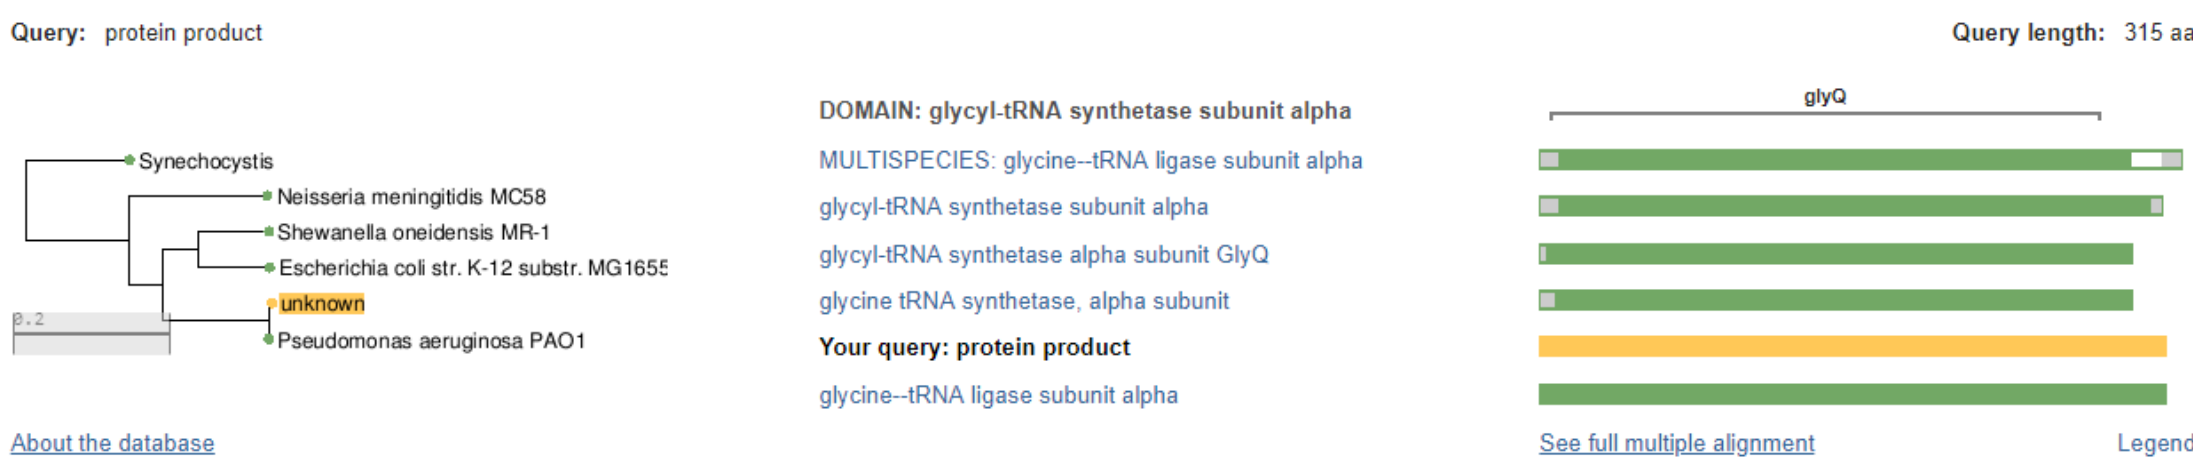 Query: protein product
Query length: 315 aa
glyQ
DOMAIN: glycyl-tRNA synthetase subunit alpha
Synechocystis
MULTISPECIES: glycine--tRNA ligase subunit alpha
Neisseria meningitidis MC58
glycyl-tRNA synthetase subunit alpha
Shewanella oneidensis MR-1
glycyl-tRNA synthetase alpha subunit GlyQ
Escherichia coli str. K-12 substr. MG1655
glycine tRNA synthetase, alpha subunit
unknown
0.2
Your query: protein product
Pseudomonas aeruginosa PAO1
glycine--tRNA ligase subunit alpha
About the database
See full multiple alignment
Legend